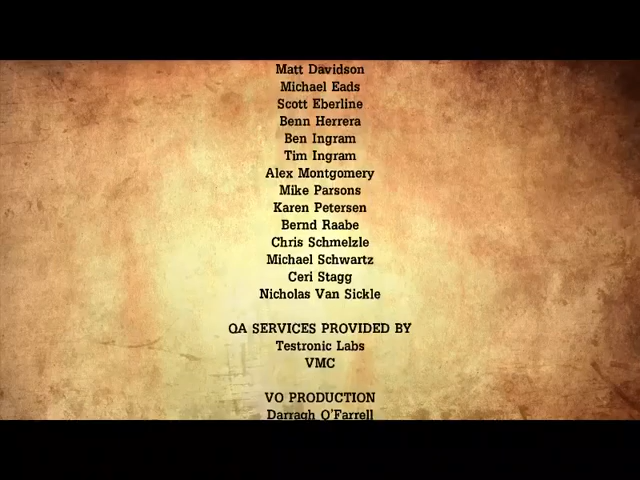 Matt Davidson
Michael Eads
Scott Eberline
Benn Herrera
Ben Ingram
Tim Ingram
Alex Montgomery
Mike Parsons
Karen Petersen
Bernd Raabe
Chris Schmelzle
Michael Schwartz
Ceri Stagg
Nicholas Van Sickle
QA SERVICES PROVIDED BY
Testronic Labs
VMC
VO PRODUCTION
Darragh O'Farrell